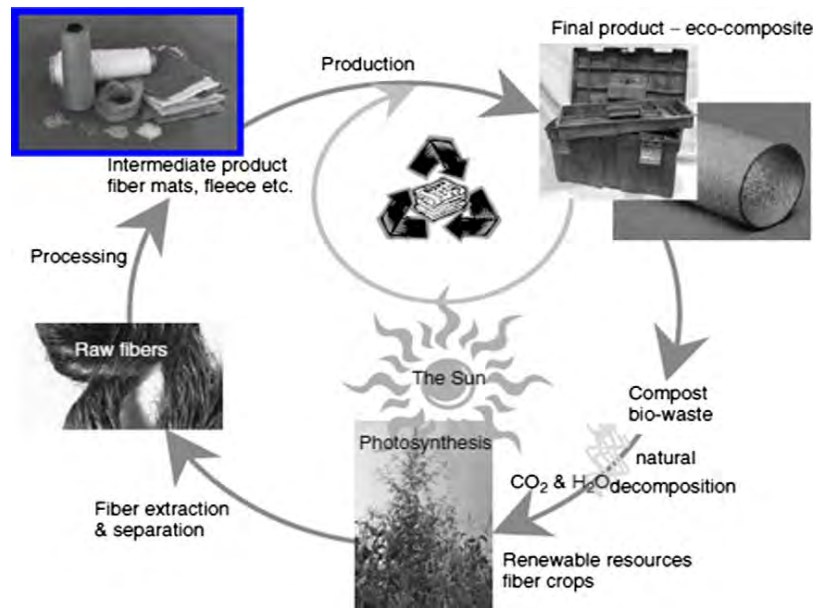 Final product – eco-composite
Production
Intermediate product
fiber mats, fleece etc.
Processing
Raw fibers
The Sun
Compost
bio-waste
Photosynthesis
natural
CO₂ & H₂O decomposition
Fiber extraction
& separation
Renewable resources
fiber crops